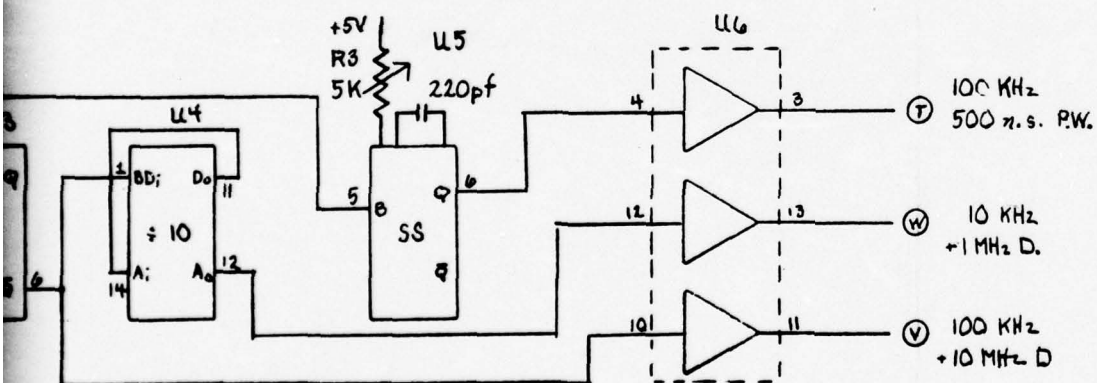 +5V
R3
5K
U5
220pf
U6
U4
3
1
BDi
Do
11
÷ 10
Ai
14
Ao
12
6
5
B
Q
6
SS
Q̅
4
3
T
100 KHz
500 n.s. P.W.
12
13
W
10 KHz
+1 MHz D.
10
11
V
100 KHz
+10 MHz D